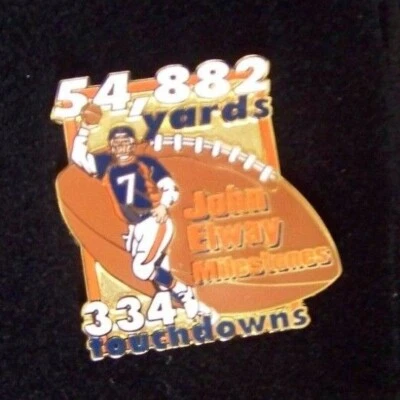 54,882
yards
7
John
Elway
Milestones
334
touchdowns